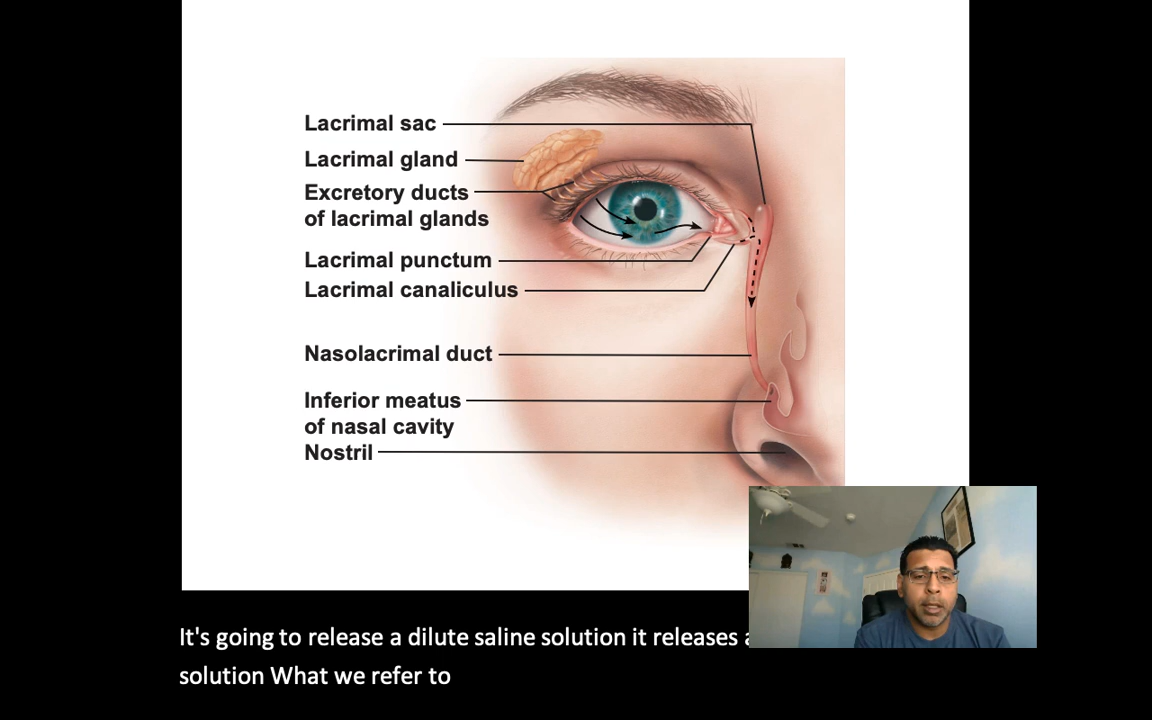 Lacrimal sac
Lacrimal gland
Excretory ducts
of lacrimal glands
Lacrimal punctum
Lacrimal canaliculus
Nasolacrimal duct
Inferior meatus
of nasal cavity
Nostril
It's going to release a dilute saline solution it releases
solution What we refer to